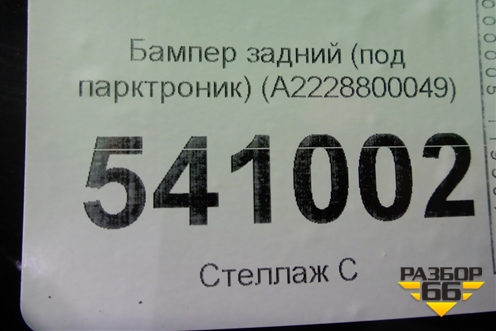 Бампер задний (под
парктроник) (A2228800049)
541002
Стеллаж С
РАЗБОР
66